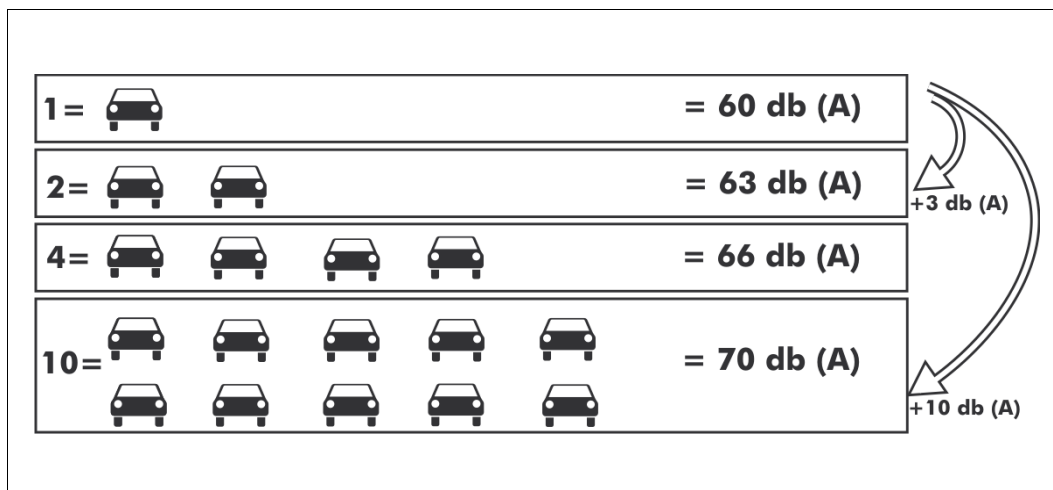 1= = 60 db (A)
2= = 63 db (A)
+3 db (A)
4= = 66 db (A)
10= = 70 db (A)
+10 db (A)